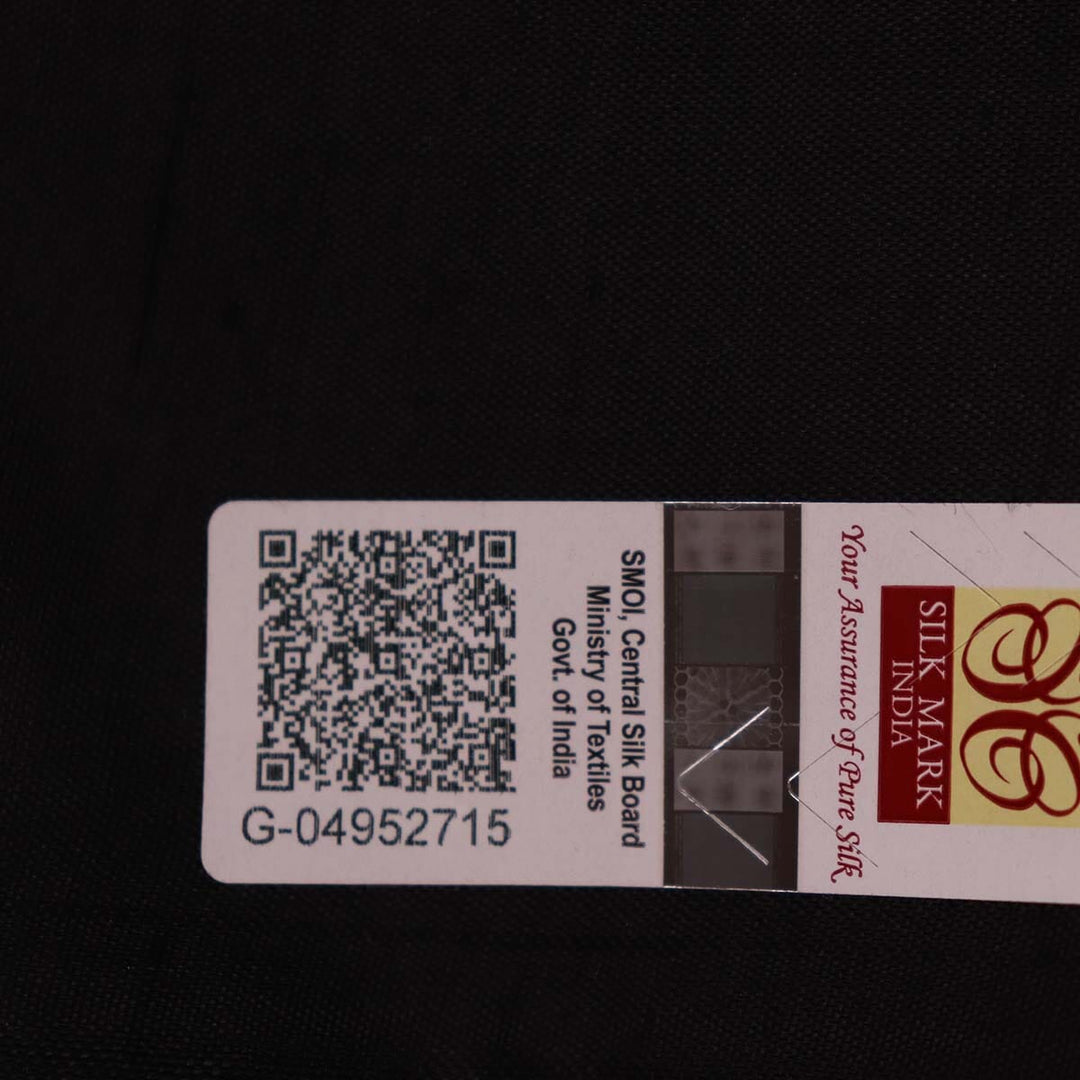 G-04952715
SMOI, Central Silk Board
Ministry of Textiles
Govt. of India
Your Assurance of Pure Silk
SILK MARK
INDIA